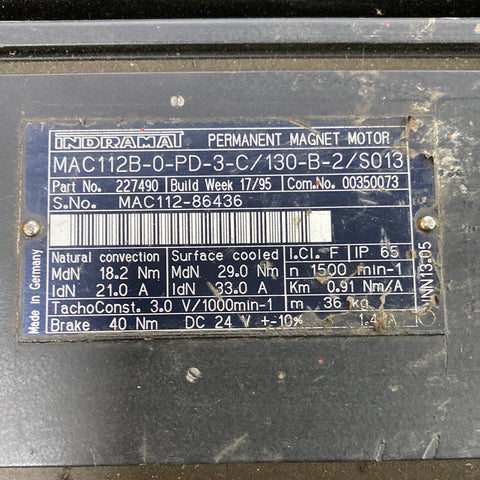 INDRAMAT PERMANENT MAGNET MOTOR
MAC112B-0-PD-3-C/130-B-2/S013
Part No. 227490 Build Week 17/95 Com.No. 00350073
S.No. MAC112-86436
Natural convection Surface cooled I.Cl. F IP 65
MdN 18.2 Nm MdN 29.0 Nm n 1500 min-1
IdN 21.0 A IdN 33.0 A Km 0.91 Nm/A
TachoConst. 3.0 V/1000min-1 m 36 kg
Brake 40 Nm DC 24 V +-10% A
Made in Germany
INN13.05